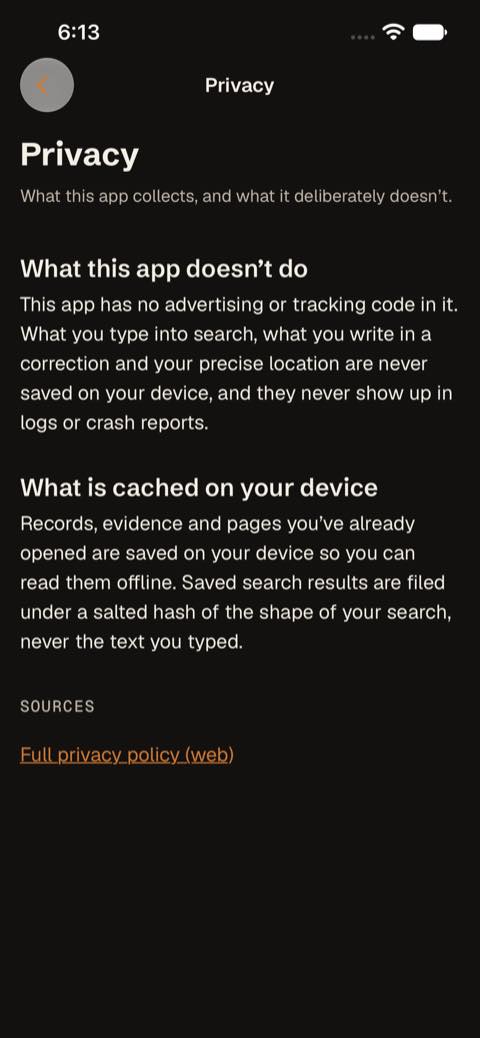 6:13
Privacy
Privacy
What this app collects, and what it deliberately doesn’t.
What this app doesn’t do
This app has no advertising or tracking code in it.
What you type into search, what you write in a
correction and your precise location are never
saved on your device, and they never show up in
logs or crash reports.
What is cached on your device
Records, evidence and pages you’ve already
opened are saved on your device so you can
read them offline. Saved search results are filed
under a salted hash of the shape of your search,
never the text you typed.
SOURCES
Full privacy policy (web)